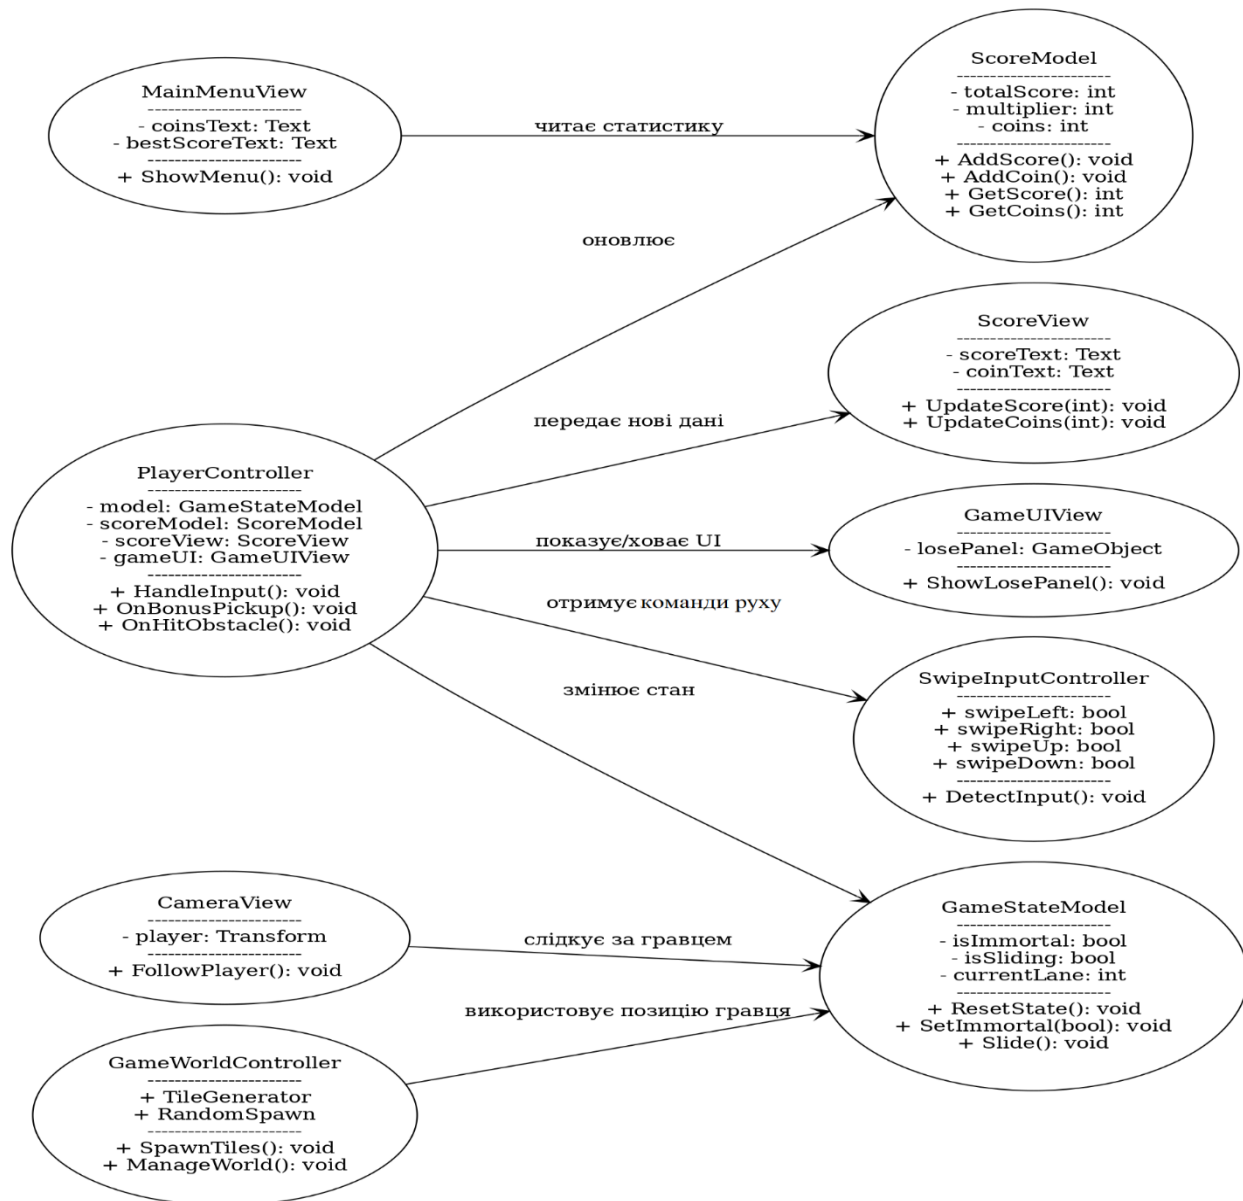 MainMenuView
-----------------------
- coinsText: Text
- bestScoreText: Text
-----------------------
+ ShowMenu(): void
читає статистику
ScoreModel
-----------------------
- totalScore: int
- multiplier: int
- coins: int
-----------------------
+ AddScore(): void
+ AddCoin(): void
+ GetScore(): int
+ GetCoins(): int
оновлює
ScoreView
-----------------------
- scoreText: Text
- coinText: Text
-----------------------
+ UpdateScore(int): void
+ UpdateCoins(int): void
передає нові дані
PlayerController
-----------------------
- model: GameStateModel
- scoreModel: ScoreModel
- scoreView: ScoreView
- gameUI: GameUIView
-----------------------
+ HandleInput(): void
+ OnBonusPickup(): void
+ OnHitObstacle(): void
показує/ховає UI
GameUIView
-----------------------
- losePanel: GameObject
-----------------------
+ ShowLosePanel(): void
отримує команди руху
SwipeInputController
-----------------------
+ swipeLeft: bool
+ swipeRight: bool
+ swipeUp: bool
+ swipeDown: bool
-----------------------
+ DetectInput(): void
змінює стан
CameraView
-----------------------
- player: Transform
-----------------------
+ FollowPlayer(): void
слідкує за гравцем
GameStateModel
-----------------------
- isImmortal: bool
- isSliding: bool
- currentLane: int
-----------------------
+ ResetState(): void
+ SetImmortal(bool): void
+ Slide(): void
використовує позицію гравця
GameWorldController
-----------------------
+ TileGenerator
+ RandomSpawn
-----------------------
+ SpawnTiles(): void
+ ManageWorld(): void